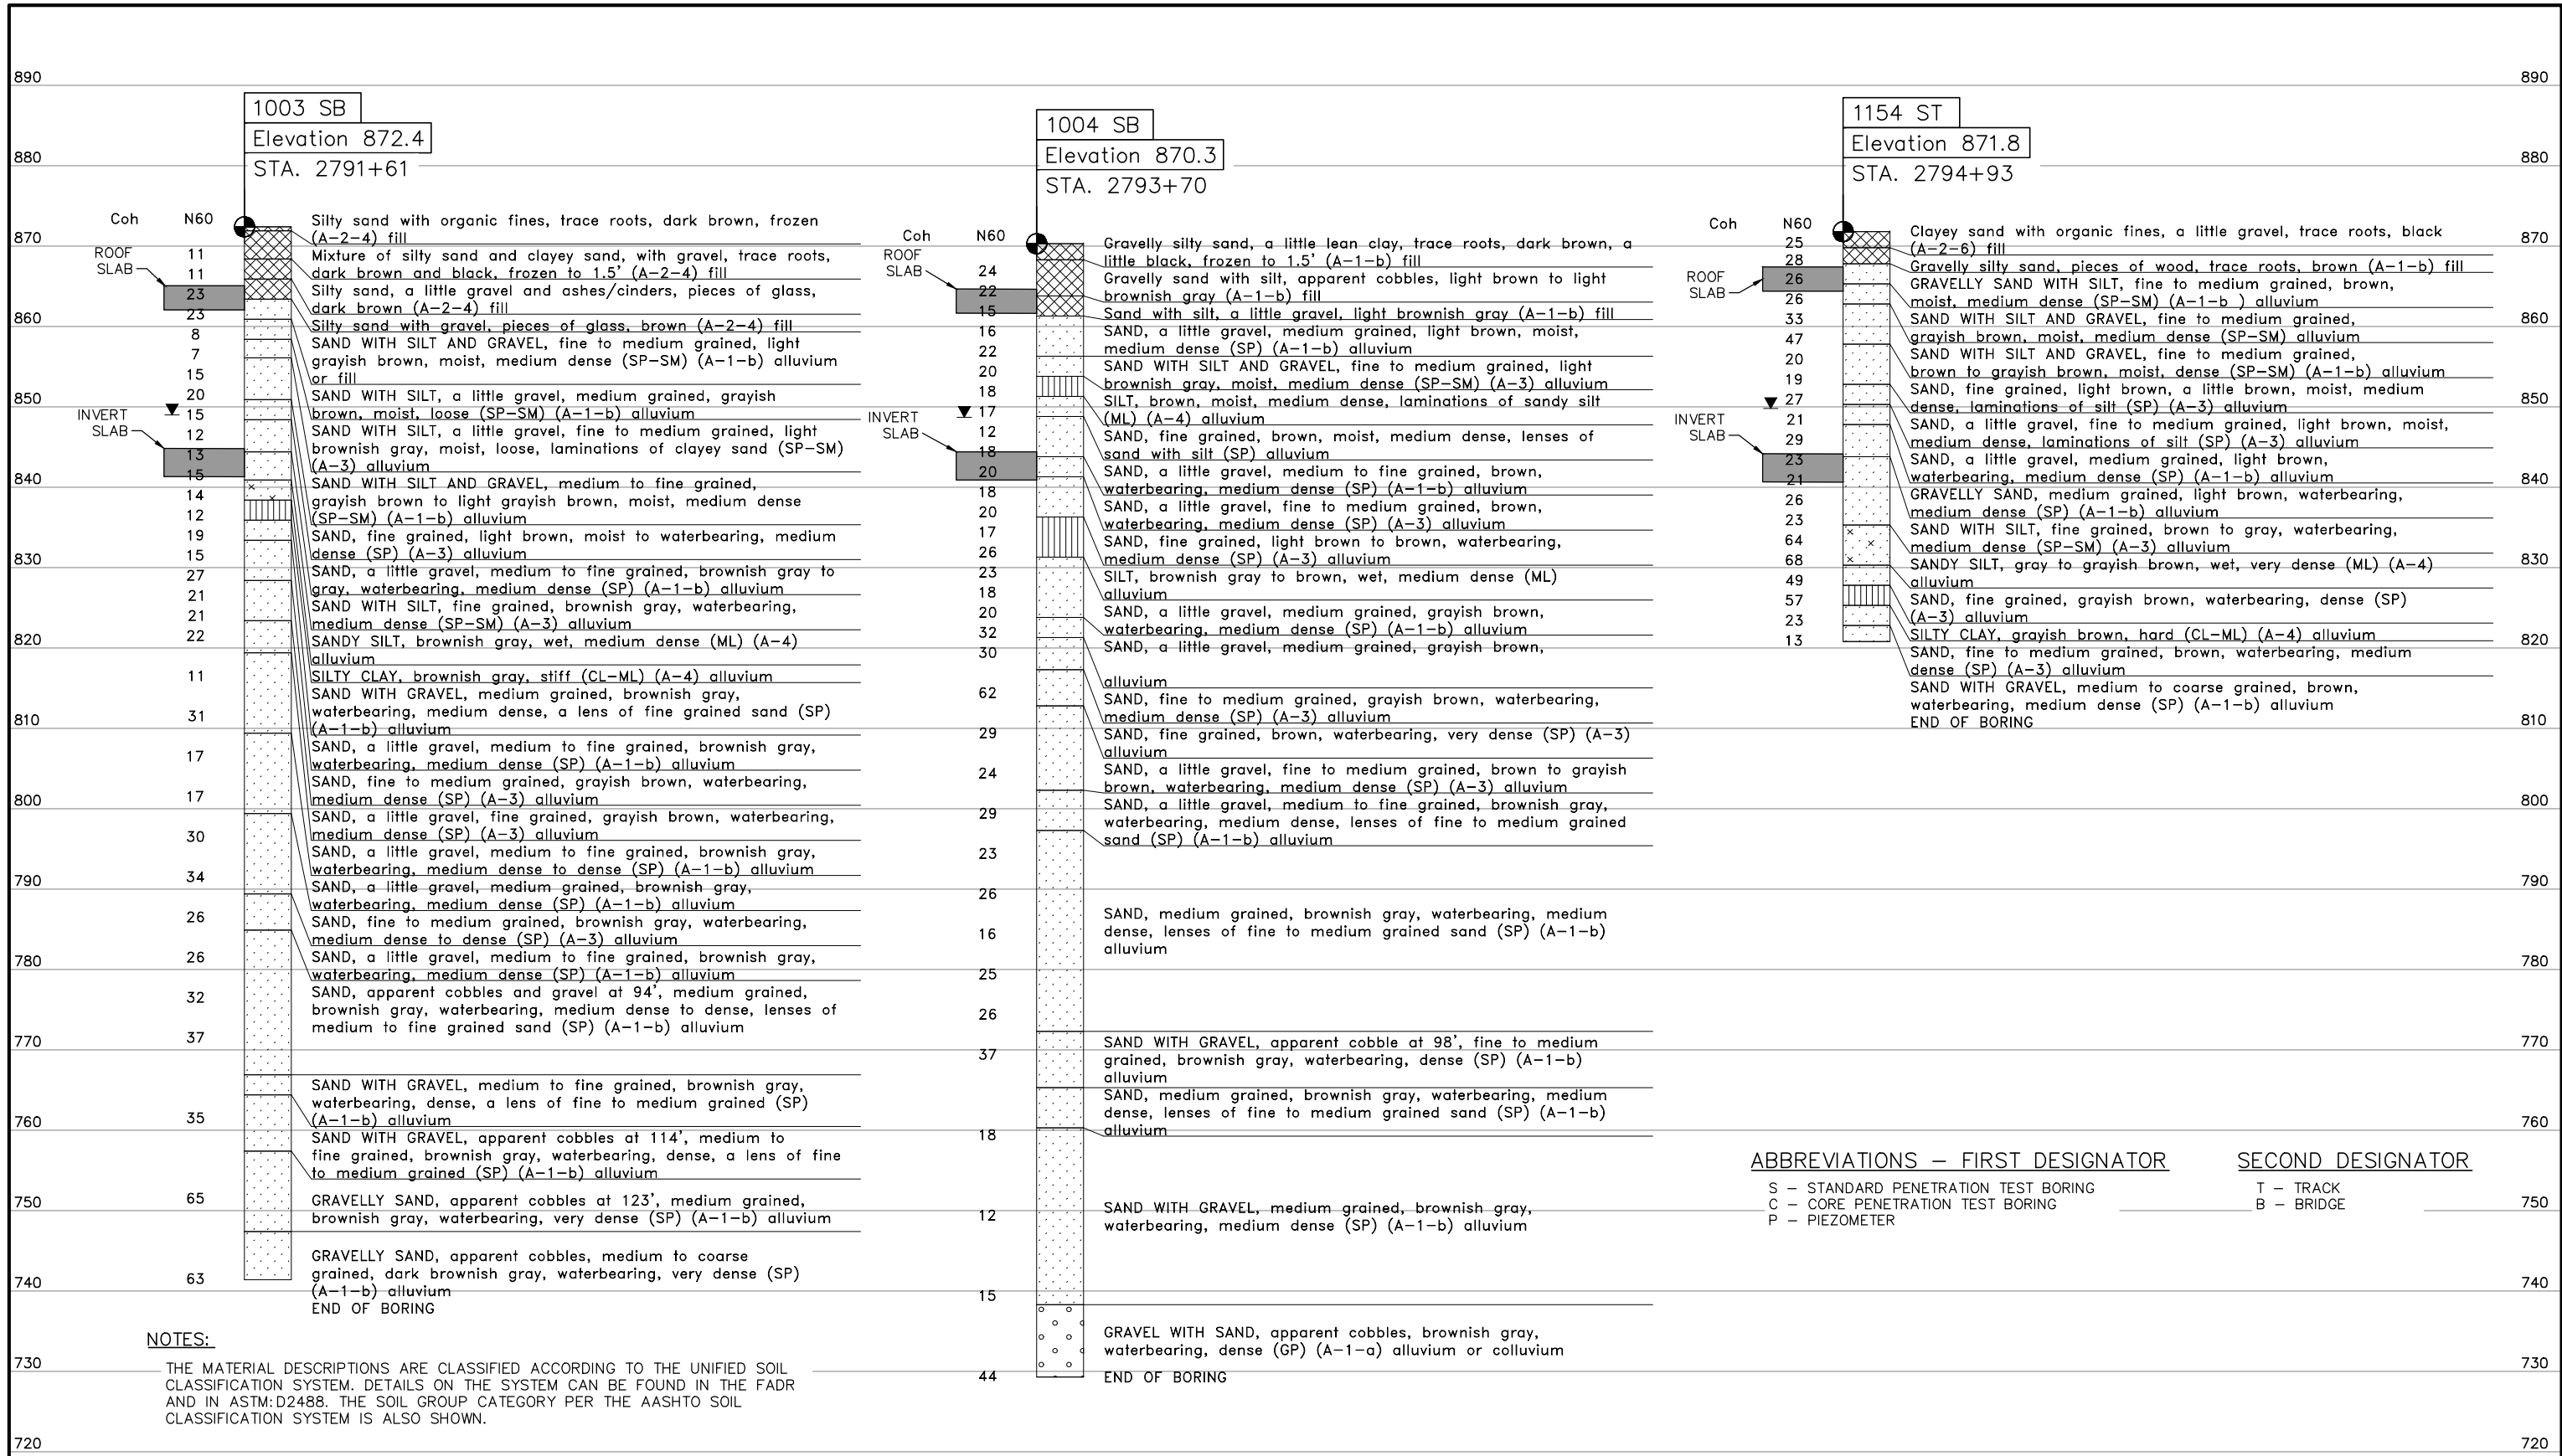 890
890
880
880
870
870
860
860
850
850
840
840
830
830
820
820
810
810
800
800
790
790
780
780
770
770
760
760
750
750
740
740
730
730
720
720
1003 SB
Elevation 872.4
STA. 2791+61
Coh
N60
ROOF
SLAB
INVERT
SLAB
11
11
23
23
8
7
15
20
15
12
13
15
14
12
19
15
27
21
21
22
11
31
17
17
30
34
26
26
32
37
35
65
63
Silty sand with organic fines, trace roots, dark brown, frozen
(A-2-4) fill
Mixture of silty sand and clayey sand, with gravel, trace roots,
dark brown and black, frozen to 1.5' (A-2-4) fill
Silty sand, a little gravel and ashes/cinders, pieces of glass,
dark brown (A-2-4) fill
Silty sand with gravel, pieces of glass, brown (A-2-4) fill
SAND WITH SILT AND GRAVEL, fine to medium grained, light
grayish brown, moist, medium dense (SP-SM) (A-1-b) alluvium
or fill
SAND WITH SILT, a little gravel, medium grained, grayish
brown, moist, loose (SP-SM) (A-1-b) alluvium
SAND WITH SILT, a little gravel, fine to medium grained, light
brownish gray, moist, loose, laminations of clayey sand (SP-SM)
(A-3) alluvium
SAND WITH SILT AND GRAVEL, medium to fine grained,
grayish brown to light grayish brown, moist, medium dense
(SP-SM) (A-1-b) alluvium
SAND, fine grained, light brown, moist to waterbearing, medium
dense (SP) (A-3) alluvium
SAND, a little gravel, medium to fine grained, brownish gray to
gray, waterbearing, medium dense (SP) (A-1-b) alluvium
SAND WITH SILT, fine grained, brownish gray, waterbearing,
medium dense (SP-SM) (A-3) alluvium
SANDY SILT, brownish gray, wet, medium dense (ML) (A-4)
alluvium
SILTY CLAY, brownish gray, stiff (CL-ML) (A-4) alluvium
SAND WITH GRAVEL, medium grained, brownish gray,
waterbearing, medium dense, a lens of fine grained sand (SP)
(A-1-b) alluvium
SAND, a little gravel, medium to fine grained, brownish gray,
waterbearing, medium dense (SP) (A-1-b) alluvium
SAND, fine to medium grained, grayish brown, waterbearing,
medium dense (SP) (A-3) alluvium
SAND, a little gravel, fine grained, grayish brown, waterbearing,
medium dense (SP) (A-3) alluvium
SAND, a little gravel, medium to fine grained, brownish gray,
waterbearing, medium dense to dense (SP) (A-1-b) alluvium
SAND, a little gravel, medium grained, brownish gray,
waterbearing, medium dense (SP) (A-1-b) alluvium
SAND, fine to medium grained, brownish gray, waterbearing,
medium dense to dense (SP) (A-3) alluvium
SAND, a little gravel, medium to fine grained, brownish gray,
waterbearing, medium dense (SP) (A-1-b) alluvium
SAND, apparent cobbles and gravel at 94', medium grained,
brownish gray, waterbearing, medium dense to dense, lenses of
medium to fine grained sand (SP) (A-1-b) alluvium
SAND WITH GRAVEL, medium to fine grained, brownish gray,
waterbearing, dense, a lens of fine to medium grained (SP)
(A-1-b) alluvium
SAND WITH GRAVEL, apparent cobbles at 114', medium to
fine grained, brownish gray, waterbearing, dense, a lens of fine
to medium grained (SP) (A-1-b) alluvium
GRAVELLY SAND, apparent cobbles at 123', medium grained,
brownish gray, waterbearing, very dense (SP) (A-1-b) alluvium
GRAVELLY SAND, apparent cobbles, medium to coarse
grained, dark brownish gray, waterbearing, very dense (SP)
(A-1-b) alluvium
END OF BORING
1004 SB
Elevation 870.3
STA. 2793+70
Coh
N60
ROOF
SLAB
INVERT
SLAB
24
22
15
16
22
20
18
17
12
18
20
18
20
17
26
23
18
20
32
30
62
29
24
29
23
26
16
25
26
37
18
12
15
44
Gravelly silty sand, a little lean clay, trace roots, dark brown, a
little black, frozen to 1.5' (A-1-b) fill
Gravelly sand with silt, apparent cobbles, light brown to light
brownish gray (A-1-b) fill
Sand with silt, a little gravel, light brownish gray (A-1-b) fill
SAND, a little gravel, medium grained, light brown, moist,
medium dense (SP) (A-1-b) alluvium
SAND WITH SILT AND GRAVEL, fine to medium grained, light
brownish gray, moist, medium dense (SP-SM) (A-3) alluvium
SILT, brown, moist, medium dense, laminations of sandy silt
(ML) (A-4) alluvium
SAND, fine grained, brown, moist, medium dense, lenses of
sand with silt (SP) alluvium
SAND, a little gravel, medium to fine grained, brown,
waterbearing, medium dense (SP) (A-1-b) alluvium
SAND, a little gravel, fine to medium grained, brown,
waterbearing, medium dense (SP) (A-3) alluvium
SAND, fine grained, light brown to brown, waterbearing,
medium dense (SP) (A-3) alluvium
SILT, brownish gray to brown, wet, medium dense (ML)
alluvium
SAND, a little gravel, medium grained, grayish brown,
waterbearing, medium dense (SP) (A-1-b) alluvium
SAND, a little gravel, medium grained, grayish brown,
alluvium
SAND, fine to medium grained, grayish brown, waterbearing,
medium dense (SP) (A-3) alluvium
SAND, fine grained, brown, waterbearing, very dense (SP) (A-3)
alluvium
SAND, a little gravel, fine to medium grained, brown to grayish
brown, waterbearing, medium dense (SP) (A-3) alluvium
SAND, a little gravel, medium to fine grained, brownish gray,
waterbearing, medium dense, lenses of fine to medium grained
sand (SP) (A-1-b) alluvium
SAND, medium grained, brownish gray, waterbearing, medium
dense, lenses of fine to medium grained sand (SP) (A-1-b)
alluvium
SAND WITH GRAVEL, apparent cobble at 98', fine to medium
grained, brownish gray, waterbearing, dense (SP) (A-1-b)
alluvium
SAND, medium grained, brownish gray, waterbearing, medium
dense, lenses of fine to medium grained sand (SP) (A-1-b)
alluvium
SAND WITH GRAVEL, medium grained, brownish gray,
waterbearing, medium dense (SP) (A-1-b) alluvium
GRAVEL WITH SAND, apparent cobbles, brownish gray,
waterbearing, dense (GP) (A-1-a) alluvium or colluvium
END OF BORING
1154 ST
Elevation 871.8
STA. 2794+93
Coh
N60
ROOF
SLAB
INVERT
SLAB
25
28
26
26
33
47
20
19
27
21
29
23
21
26
23
64
68
49
57
23
13
Clayey sand with organic fines, a little gravel, trace roots, black
(A-2-6) fill
Gravelly silty sand, pieces of wood, trace roots, brown (A-1-b) fill
GRAVELLY SAND WITH SILT, fine to medium grained, brown,
moist, medium dense (SP-SM) (A-1-b ) alluvium
SAND WITH SILT AND GRAVEL, fine to medium grained,
grayish brown, moist, medium dense (SP-SM) alluvium
SAND WITH SILT AND GRAVEL, fine to medium grained,
brown to grayish brown, moist, dense (SP-SM) (A-1-b) alluvium
SAND, fine grained, light brown, a little brown, moist, medium
dense, laminations of silt (SP) (A-3) alluvium
SAND, a little gravel, fine to medium grained, light brown, moist,
medium dense, laminations of silt (SP) (A-3) alluvium
SAND, a little gravel, medium grained, light brown,
waterbearing, medium dense (SP) (A-1-b) alluvium
GRAVELLY SAND, medium grained, light brown, waterbearing,
medium dense (SP) (A-1-b) alluvium
SAND WITH SILT, fine grained, brown to gray, waterbearing,
medium dense (SP-SM) (A-3) alluvium
SANDY SILT, gray to grayish brown, wet, very dense (ML) (A-4)
alluvium
SAND, fine grained, grayish brown, waterbearing, dense (SP)
(A-3) alluvium
SILTY CLAY, grayish brown, hard (CL-ML) (A-4) alluvium
SAND, fine to medium grained, brown, waterbearing, medium
dense (SP) (A-3) alluvium
SAND WITH GRAVEL, medium to coarse grained, brown,
waterbearing, medium dense (SP) (A-1-b) alluvium
END OF BORING
ABBREVIATIONS - FIRST DESIGNATOR
S - STANDARD PENETRATION TEST BORING
C - CORE PENETRATION TEST BORING
P - PIEZOMETER
SECOND DESIGNATOR
T - TRACK
B - BRIDGE
NOTES:
THE MATERIAL DESCRIPTIONS ARE CLASSIFIED ACCORDING TO THE UNIFIED SOIL
CLASSIFICATION SYSTEM. DETAILS ON THE SYSTEM CAN BE FOUND IN THE FADR
AND IN ASTM:D2488. THE SOIL GROUP CATEGORY PER THE AASHTO SOIL
CLASSIFICATION SYSTEM IS ALSO SHOWN.